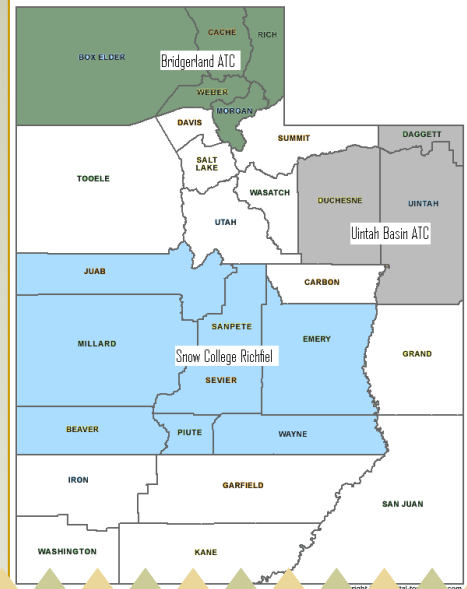 CACHE
RICH
BOX ELDER
Bridgerland ATC
WEBER
MORGAN
DAVIS
SUMMIT
DAGGETT
SALT
LAKE
TOOELE
WASATCH
DUCHESNE
UINTAH
UTAH
Uintah Basin ATC
JUAB
CARBON
SANPETE
EMERY
MILLARD
Snow College Richfiel
GRAND
SEVIER
BEAVER
PIUTE
WAYNE
IRON
GARFIELD
SAN JUAN
WASHINGTON
KANE